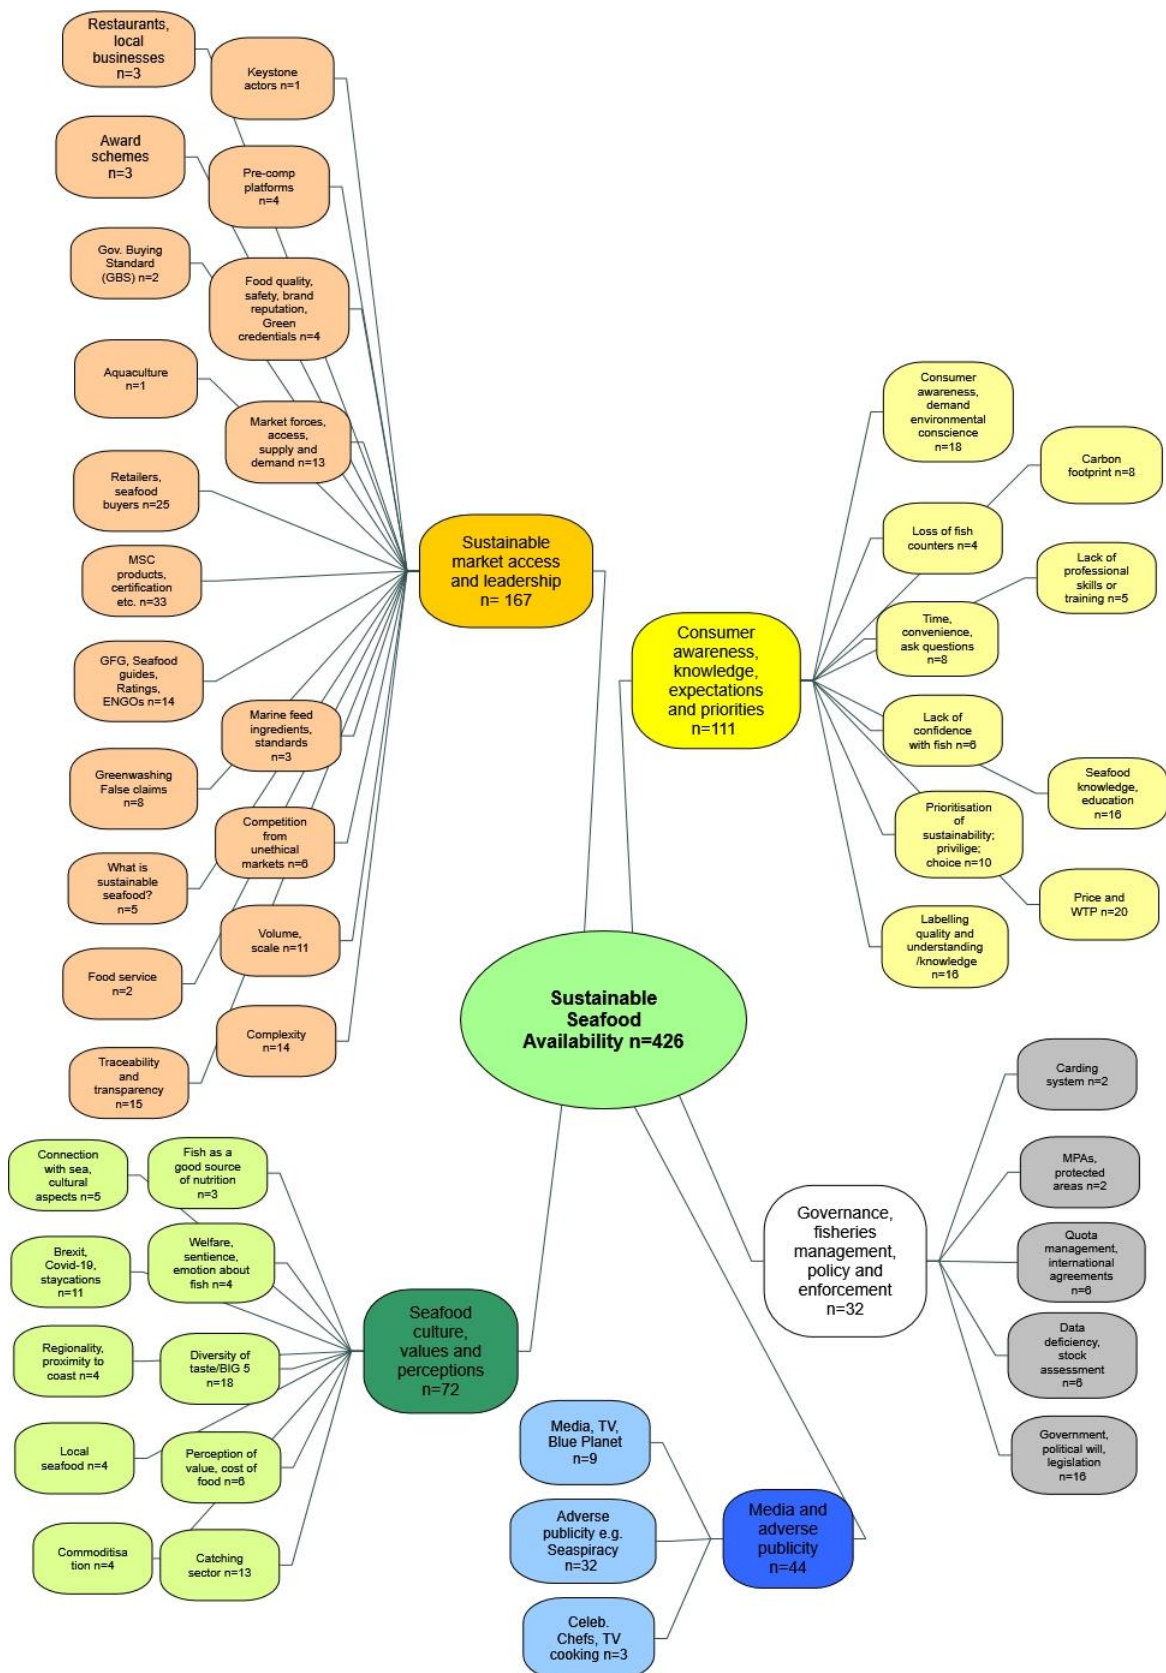 Restaurants,
local
businesses
n=3
Keystone
actors n=1
Award
schemes
n=3
Pre-comp
platforms
n=4
Gov. Buying
Standard
(GBS) n=2
Food quality,
safety, brand
reputation,
Green
credentials n=4
Aquaculture
n=1
Market forces,
access,
supply and
demand n=13
Retailers,
seafood
buyers n=25
MSC
products,
certification
etc. n=33
GFG, Seafood
guides,
Ratings,
ENGOs n=14
Marine feed
ingredients,
standards
n=3
Greenwashing
False claims
n=8
Competition
from
unethical
markets n=6
What is
sustainable
seafood?
n=5
Volume,
scale n=11
Food service
n=2
Complexity
n=14
Traceability
and
transparency
n=15
Sustainable
market access
and leadership
n= 167
Consumer
awareness,
knowledge,
expectations
and priorities
n=111
Consumer
awareness,
demand
environmental
conscience
n=18
Carbon
footprint n=8
Loss of fish
counters n=4
Lack of
professional
skills or
training n=5
Time,
convenience,
ask questions
n=8
Lack of
confidence
with fish n=6
Seafood
knowledge,
education
n=16
Prioritisation
of
sustainability;
privilige;
choice n=10
Price and
WTP n=20
Labelling
quality and
understanding
/knowledge
n=16
Sustainable
Seafood
Availability n=426
Connection
with sea,
cultural
aspects n=5
Fish as a
good source
of nutrition
n=3
Brexit,
Covid-19,
staycations
n=11
Welfare,
sentience,
emotion about
fish n=4
Regionality,
proximity to
coast n=4
Diversity of
taste/BIG 5
n=18
Local
seafood n=4
Perception of
value, cost of
food n=6
Commoditisa
tion n=4
Catching
sector n=13
Seafood
culture,
values and
perceptions
n=72
Governance,
fisheries
management,
policy and
enforcement
n=32
Carding
system n=2
MPAs,
protected
areas n=2
Quota
management,
international
agreements
n=6
Data
deficiency,
stock
assessment
n=6
Government,
political will,
legislation
n=16
Media, TV,
Blue Planet
n=9
Adverse
publicity e.g.
Seaspiracy
n=32
Celeb.
Chefs, TV
cooking n=3
Media and
adverse
publicity
n=44